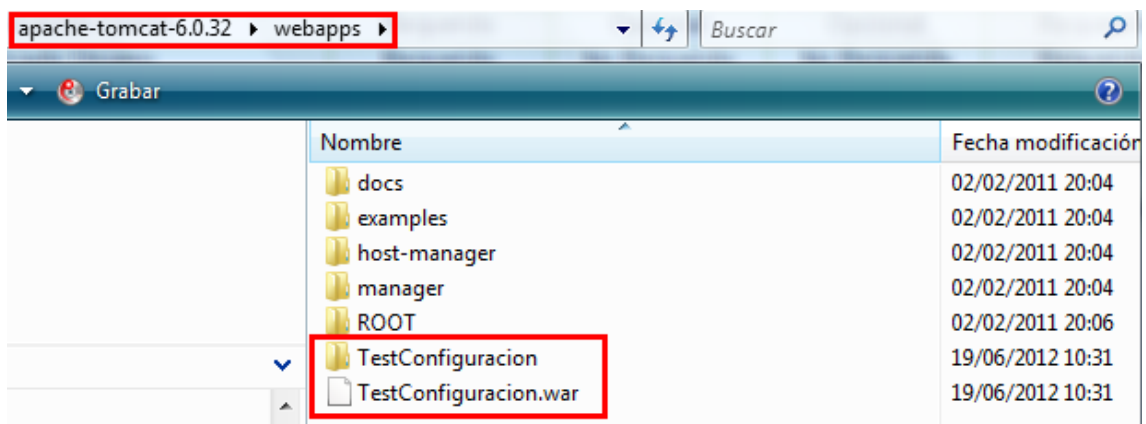 apache-tomcat-6.0.32 ▸ webapps ▸ Buscar
Grabar
Nombre Fecha modificación
docs 02/02/2011 20:04
examples 02/02/2011 20:04
host-manager 02/02/2011 20:04
manager 02/02/2011 20:04
ROOT 02/02/2011 20:06
TestConfiguracion 19/06/2012 10:31
TestConfiguracion.war 19/06/2012 10:31